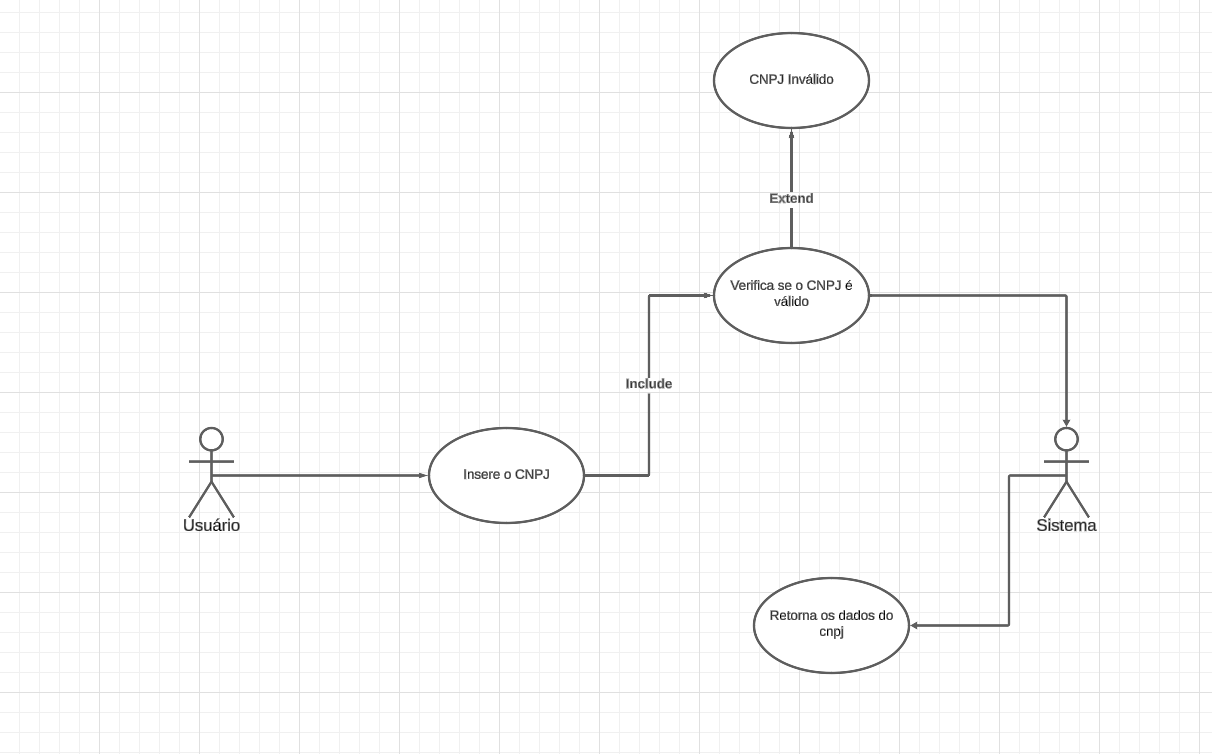 CNPJ Inválido
Extend
Verifica se o CNPJ é
válido
Include
Insere o CNPJ
Usuário
Sistema
Retorna os dados do
cnpj